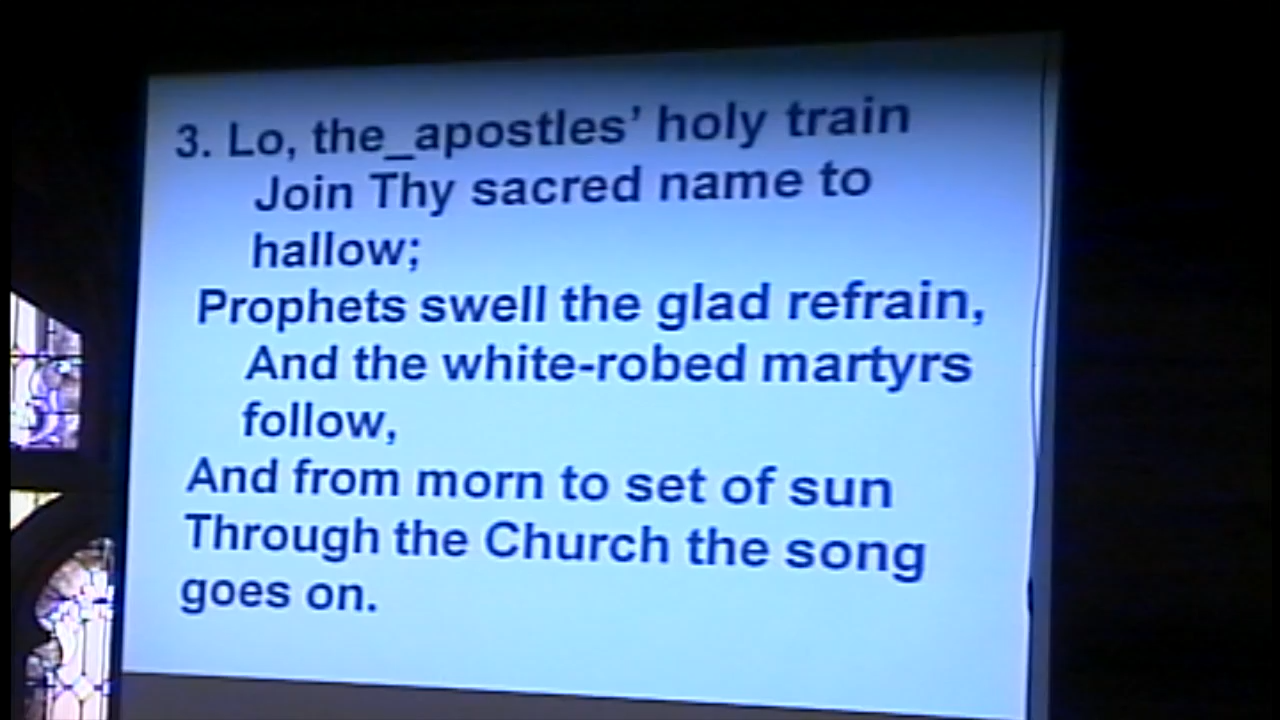 3. Lo, the_apostles’ holy train
Join Thy sacred name to
hallow;
Prophets swell the glad refrain,
And the white-robed martyrs
follow,
And from morn to set of sun
Through the Church the song
goes on.